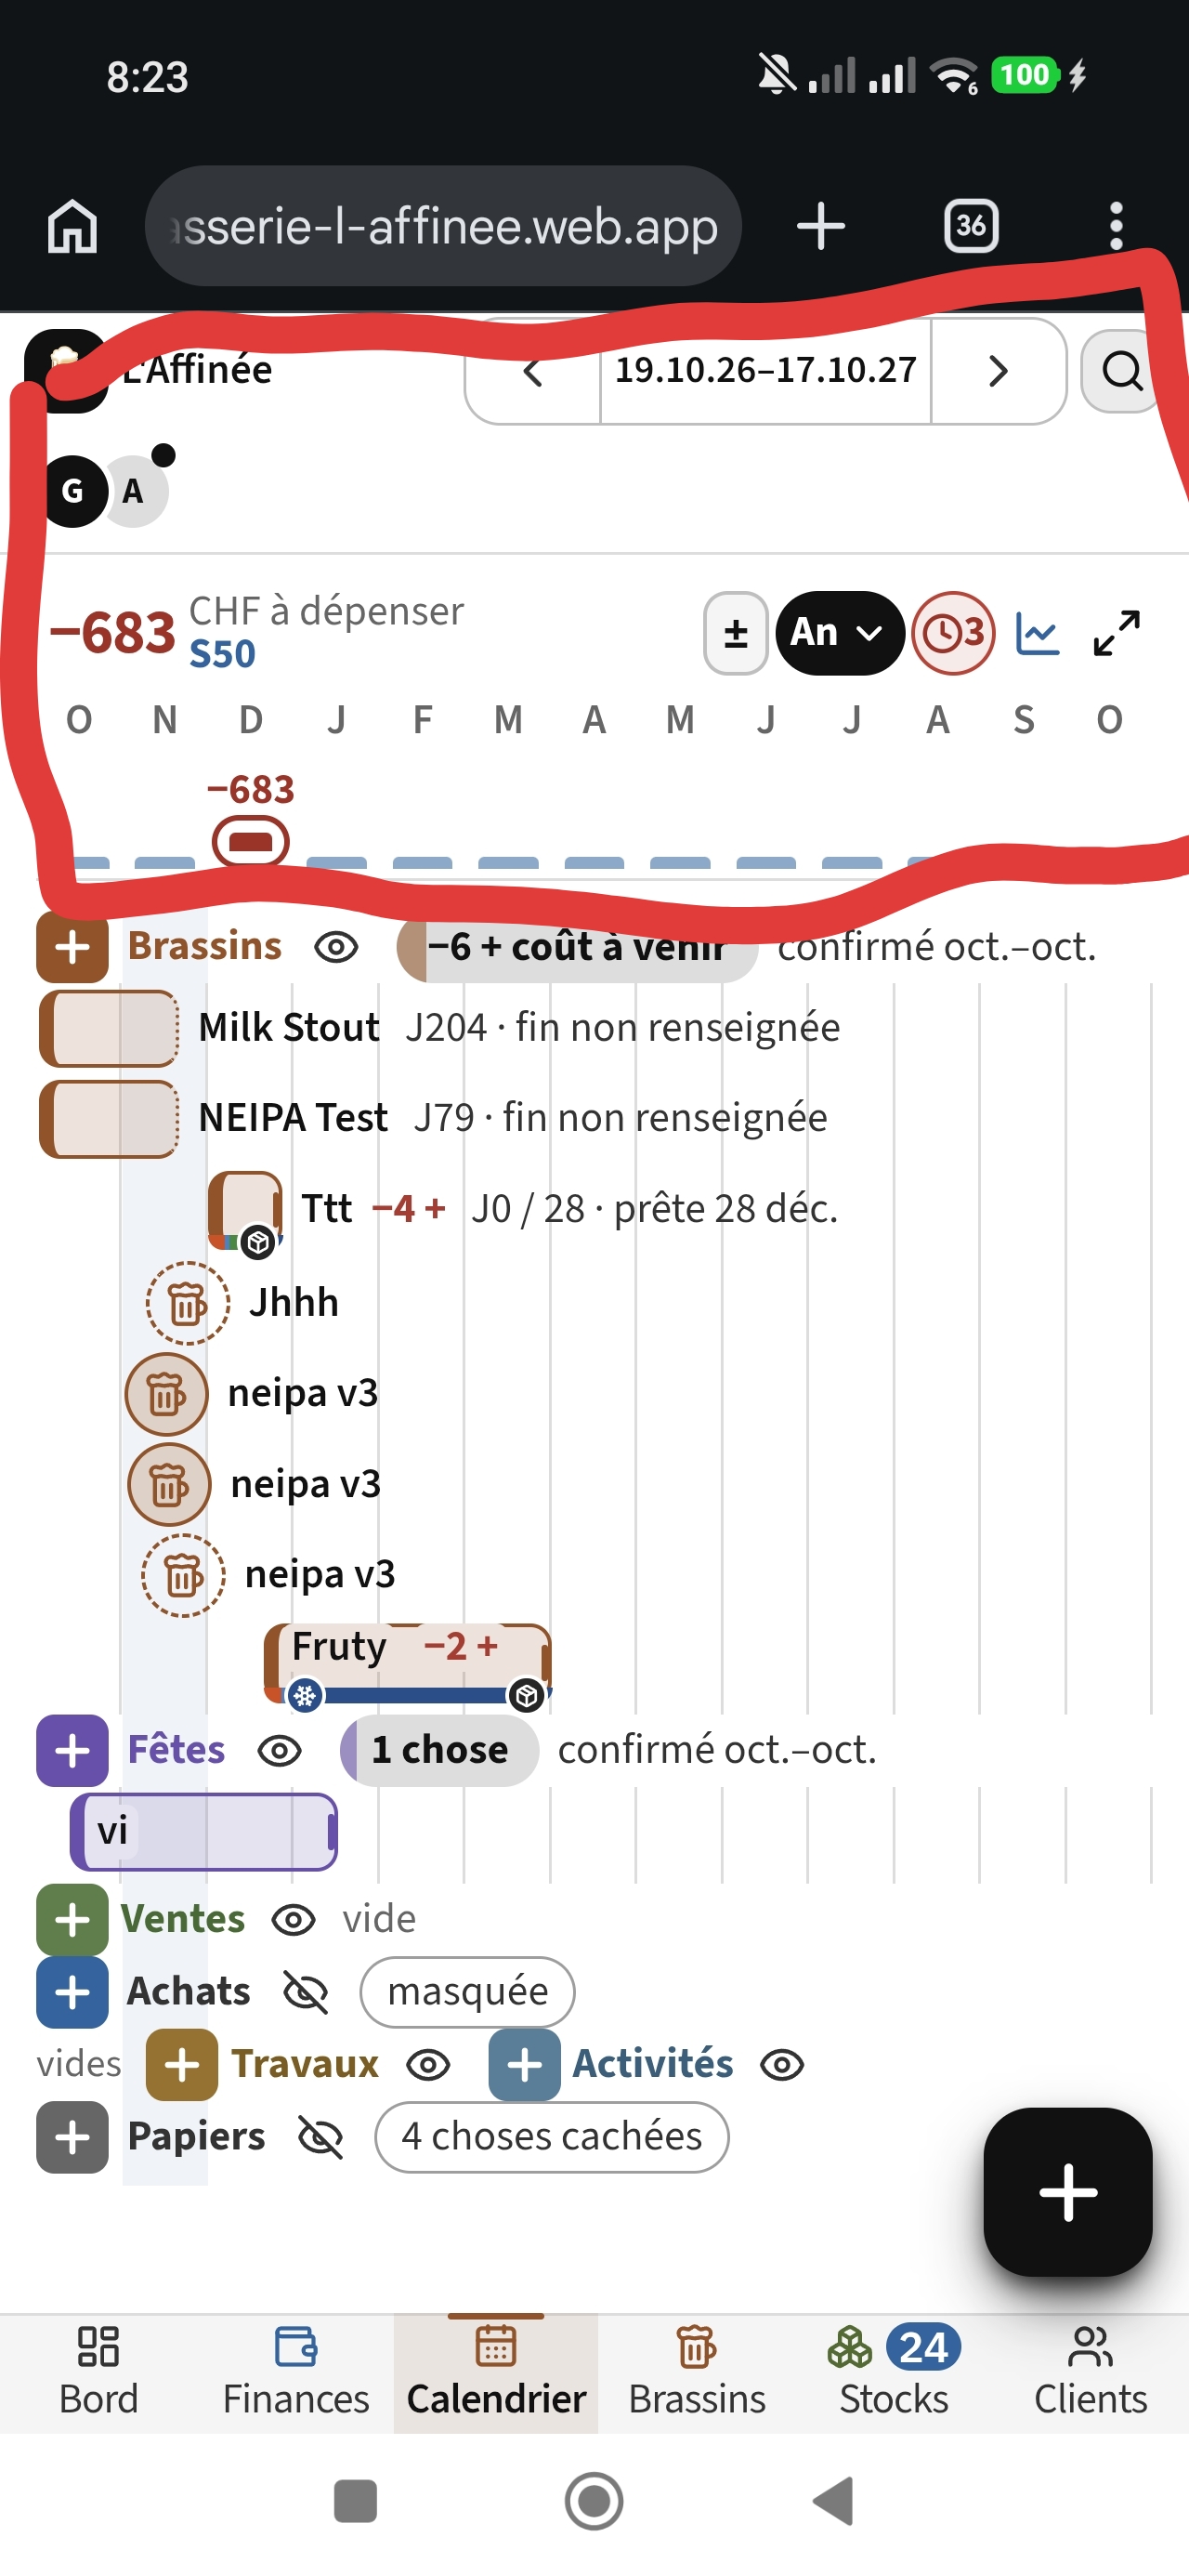 8:23
6
100
asserie-l-affinee.web.app
36
L'Affinée
19.10.26–17.10.27
G A
−683 CHF à dépenser
S50
± An 3
O N D J F M A M J J A S O
−683
Brassins −6 + coût à venir confirmé oct.–oct.
Milk Stout J204 · fin non renseignée
NEIPA Test J79 · fin non renseignée
Ttt −4 + J0 / 28 · prête 28 déc.
Jhhh
neipa v3
neipa v3
neipa v3
Fruty −2 +
Fêtes 1 chose confirmé oct.–oct.
vi
Ventes vide
Achats masquée
vides Travaux Activités
Papiers 4 choses cachées
24
Bord Finances Calendrier Brassins Stocks Clients